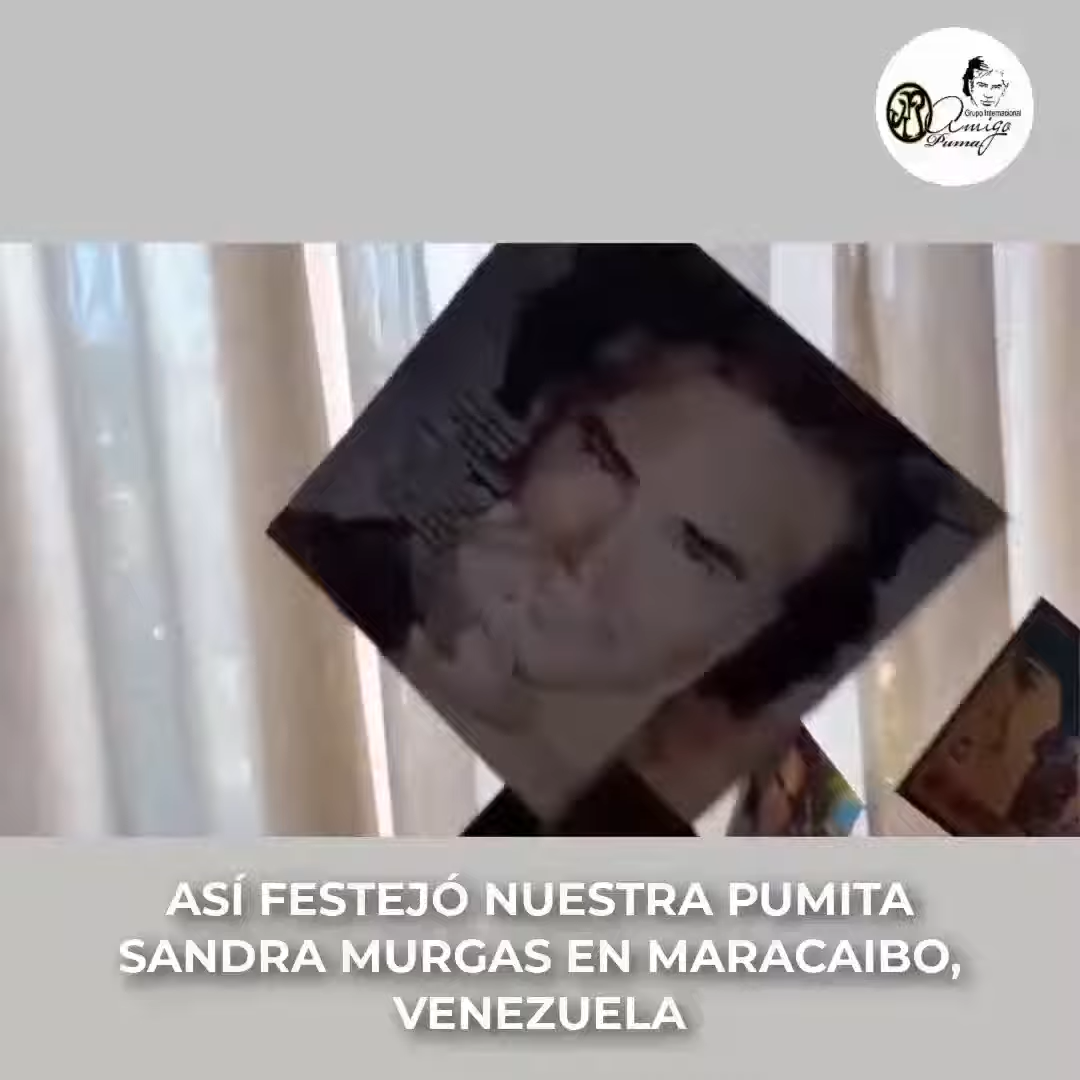 Grupo Internacional
Amigo
Puma
ASÍ FESTEJÓ NUESTRA PUMITA
SANDRA MURGAS EN MARACAIBO,
VENEZUELA